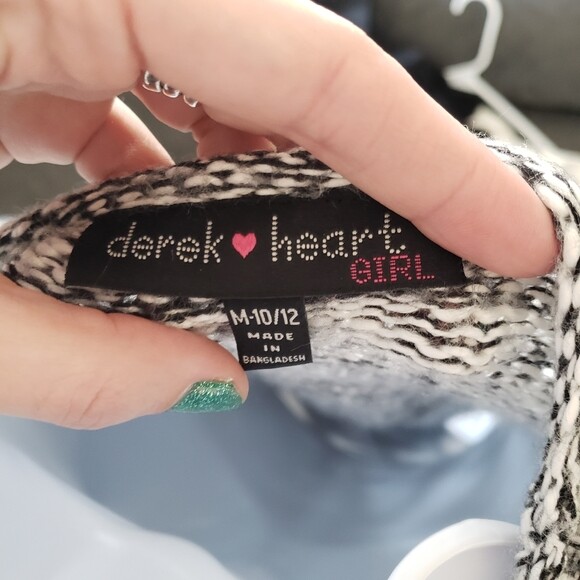 derek ♥ heart
GIRL
M-10/12
MADE
IN
BANGLADESH